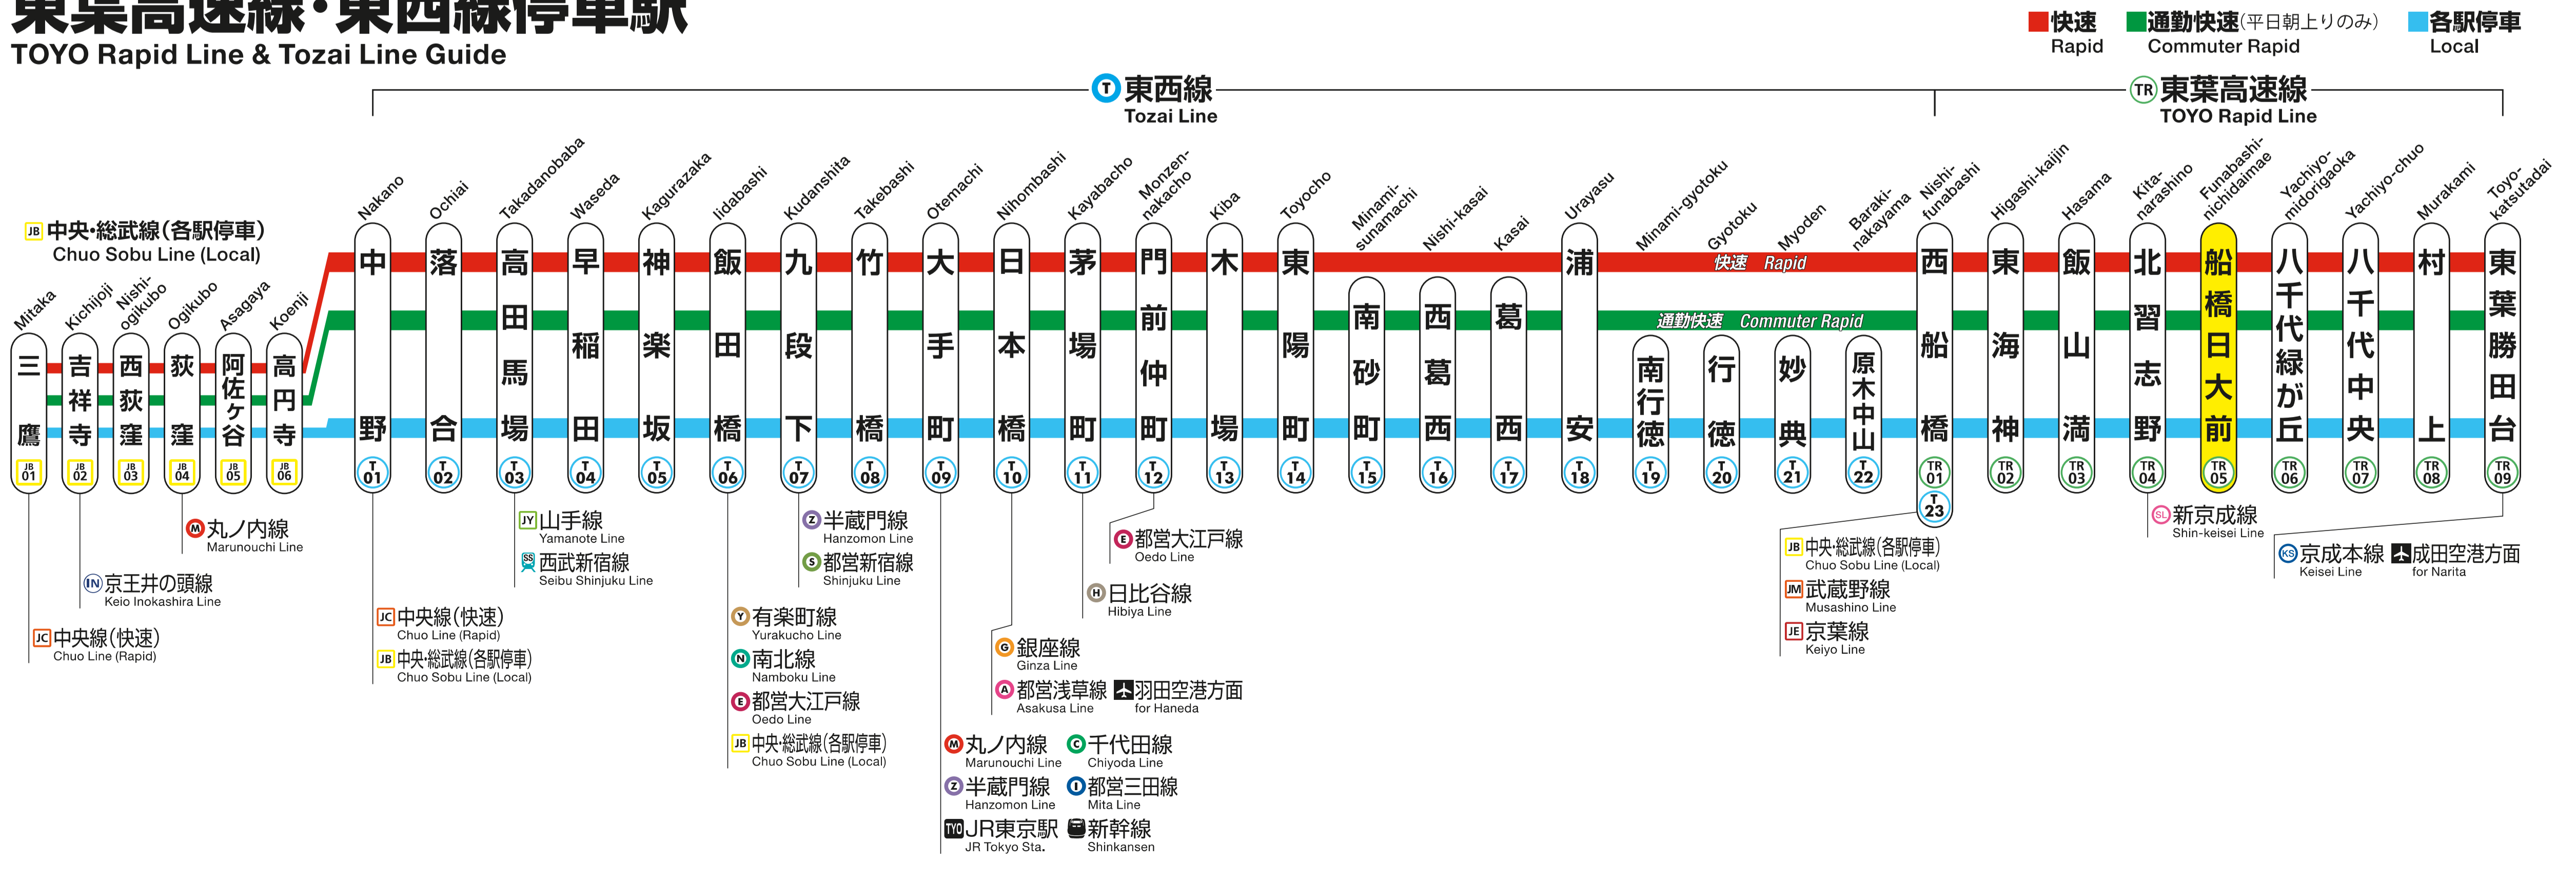 東葉高速線・東西線停車駅
TOYO Rapid Line & Tozai Line Guide
快速
Rapid
通勤快速(平日朝上りのみ)
Commuter Rapid
各駅停車
Local
T 東西線
Tozai Line
TR 東葉高速線
TOYO Rapid Line
JB 中央・総武線(各駅停車)
Chuo Sobu Line (Local)
Mitaka
三鷹
JB 01
Kichijoji
吉祥寺
JB 02
Nishi-
ogikubo
西荻窪
JB 03
Ogikubo
荻窪
JB 04
Asagaya
阿佐ケ谷
JB 05
Koenji
高円寺
JB 06
Nakano
中野
T 01
Ochiai
落合
T 02
Takadanobaba
高田馬場
T 03
Waseda
早稲田
T 04
Kagurazaka
神楽坂
T 05
Iidabashi
飯田橋
T 06
Kudanshita
九段下
T 07
Takebashi
竹橋
T 08
Otemachi
大手町
T 09
Nihombashi
日本橋
T 10
Kayabacho
茅場町
T 11
Monzen-
nakacho
門前仲町
T 12
Kiba
木場
T 13
Toyocho
東陽町
T 14
Minami-
sunamachi
南砂町
T 15
Nishi-kasai
西葛西
T 16
Kasai
葛西
T 17
Urayasu
浦安
T 18
快速 Rapid
通勤快速 Commuter Rapid
Minami-gyotoku
南行徳
T 19
Gyotoku
行徳
T 20
Myoden
妙典
T 21
Baraki-
nakayama
原木中山
T 22
Nishi-
funabashi
西船橋
TR 01
T 23
Higashi-kaijin
東海神
TR 02
Hasama
飯山満
TR 03
Kita-
narashino
北習志野
TR 04
Funabashi-
nichidaimae
船橋日大前
TR 05
Yachiyo-
midorigaoka
八千代緑が丘
TR 06
Yachiyo-chuo
八千代中央
TR 07
Murakami
村上
TR 08
Toyo-
katsutadai
東葉勝田台
TR 09
JC 中央線(快速)
Chuo Line (Rapid)
IN 京王井の頭線
Keio Inokashira Line
M 丸ノ内線
Marunouchi Line
JC 中央線(快速)
Chuo Line (Rapid)
JB 中央・総武線(各駅停車)
Chuo Sobu Line (Local)
JY 山手線
Yamanote Line
SS 西武新宿線
Seibu Shinjuku Line
Y 有楽町線
Yurakucho Line
N 南北線
Namboku Line
E 都営大江戸線
Oedo Line
JB 中央・総武線(各駅停車)
Chuo Sobu Line (Local)
Z 半蔵門線
Hanzomon Line
S 都営新宿線
Shinjuku Line
M 丸ノ内線 C 千代田線
Marunouchi Line Chiyoda Line
Z 半蔵門線 I 都営三田線
Hanzomon Line Mita Line
TYO JR東京駅 新幹線
JR Tokyo Sta. Shinkansen
G 銀座線
Ginza Line
A 都営浅草線 羽田空港方面
Asakusa Line for Haneda
H 日比谷線
Hibiya Line
E 都営大江戸線
Oedo Line
JB 中央・総武線(各駅停車)
Chuo Sobu Line (Local)
JM 武蔵野線
Musashino Line
JE 京葉線
Keiyo Line
SL 新京成線
Shin-keisei Line
KS 京成本線 成田空港方面
Keisei Line for Narita